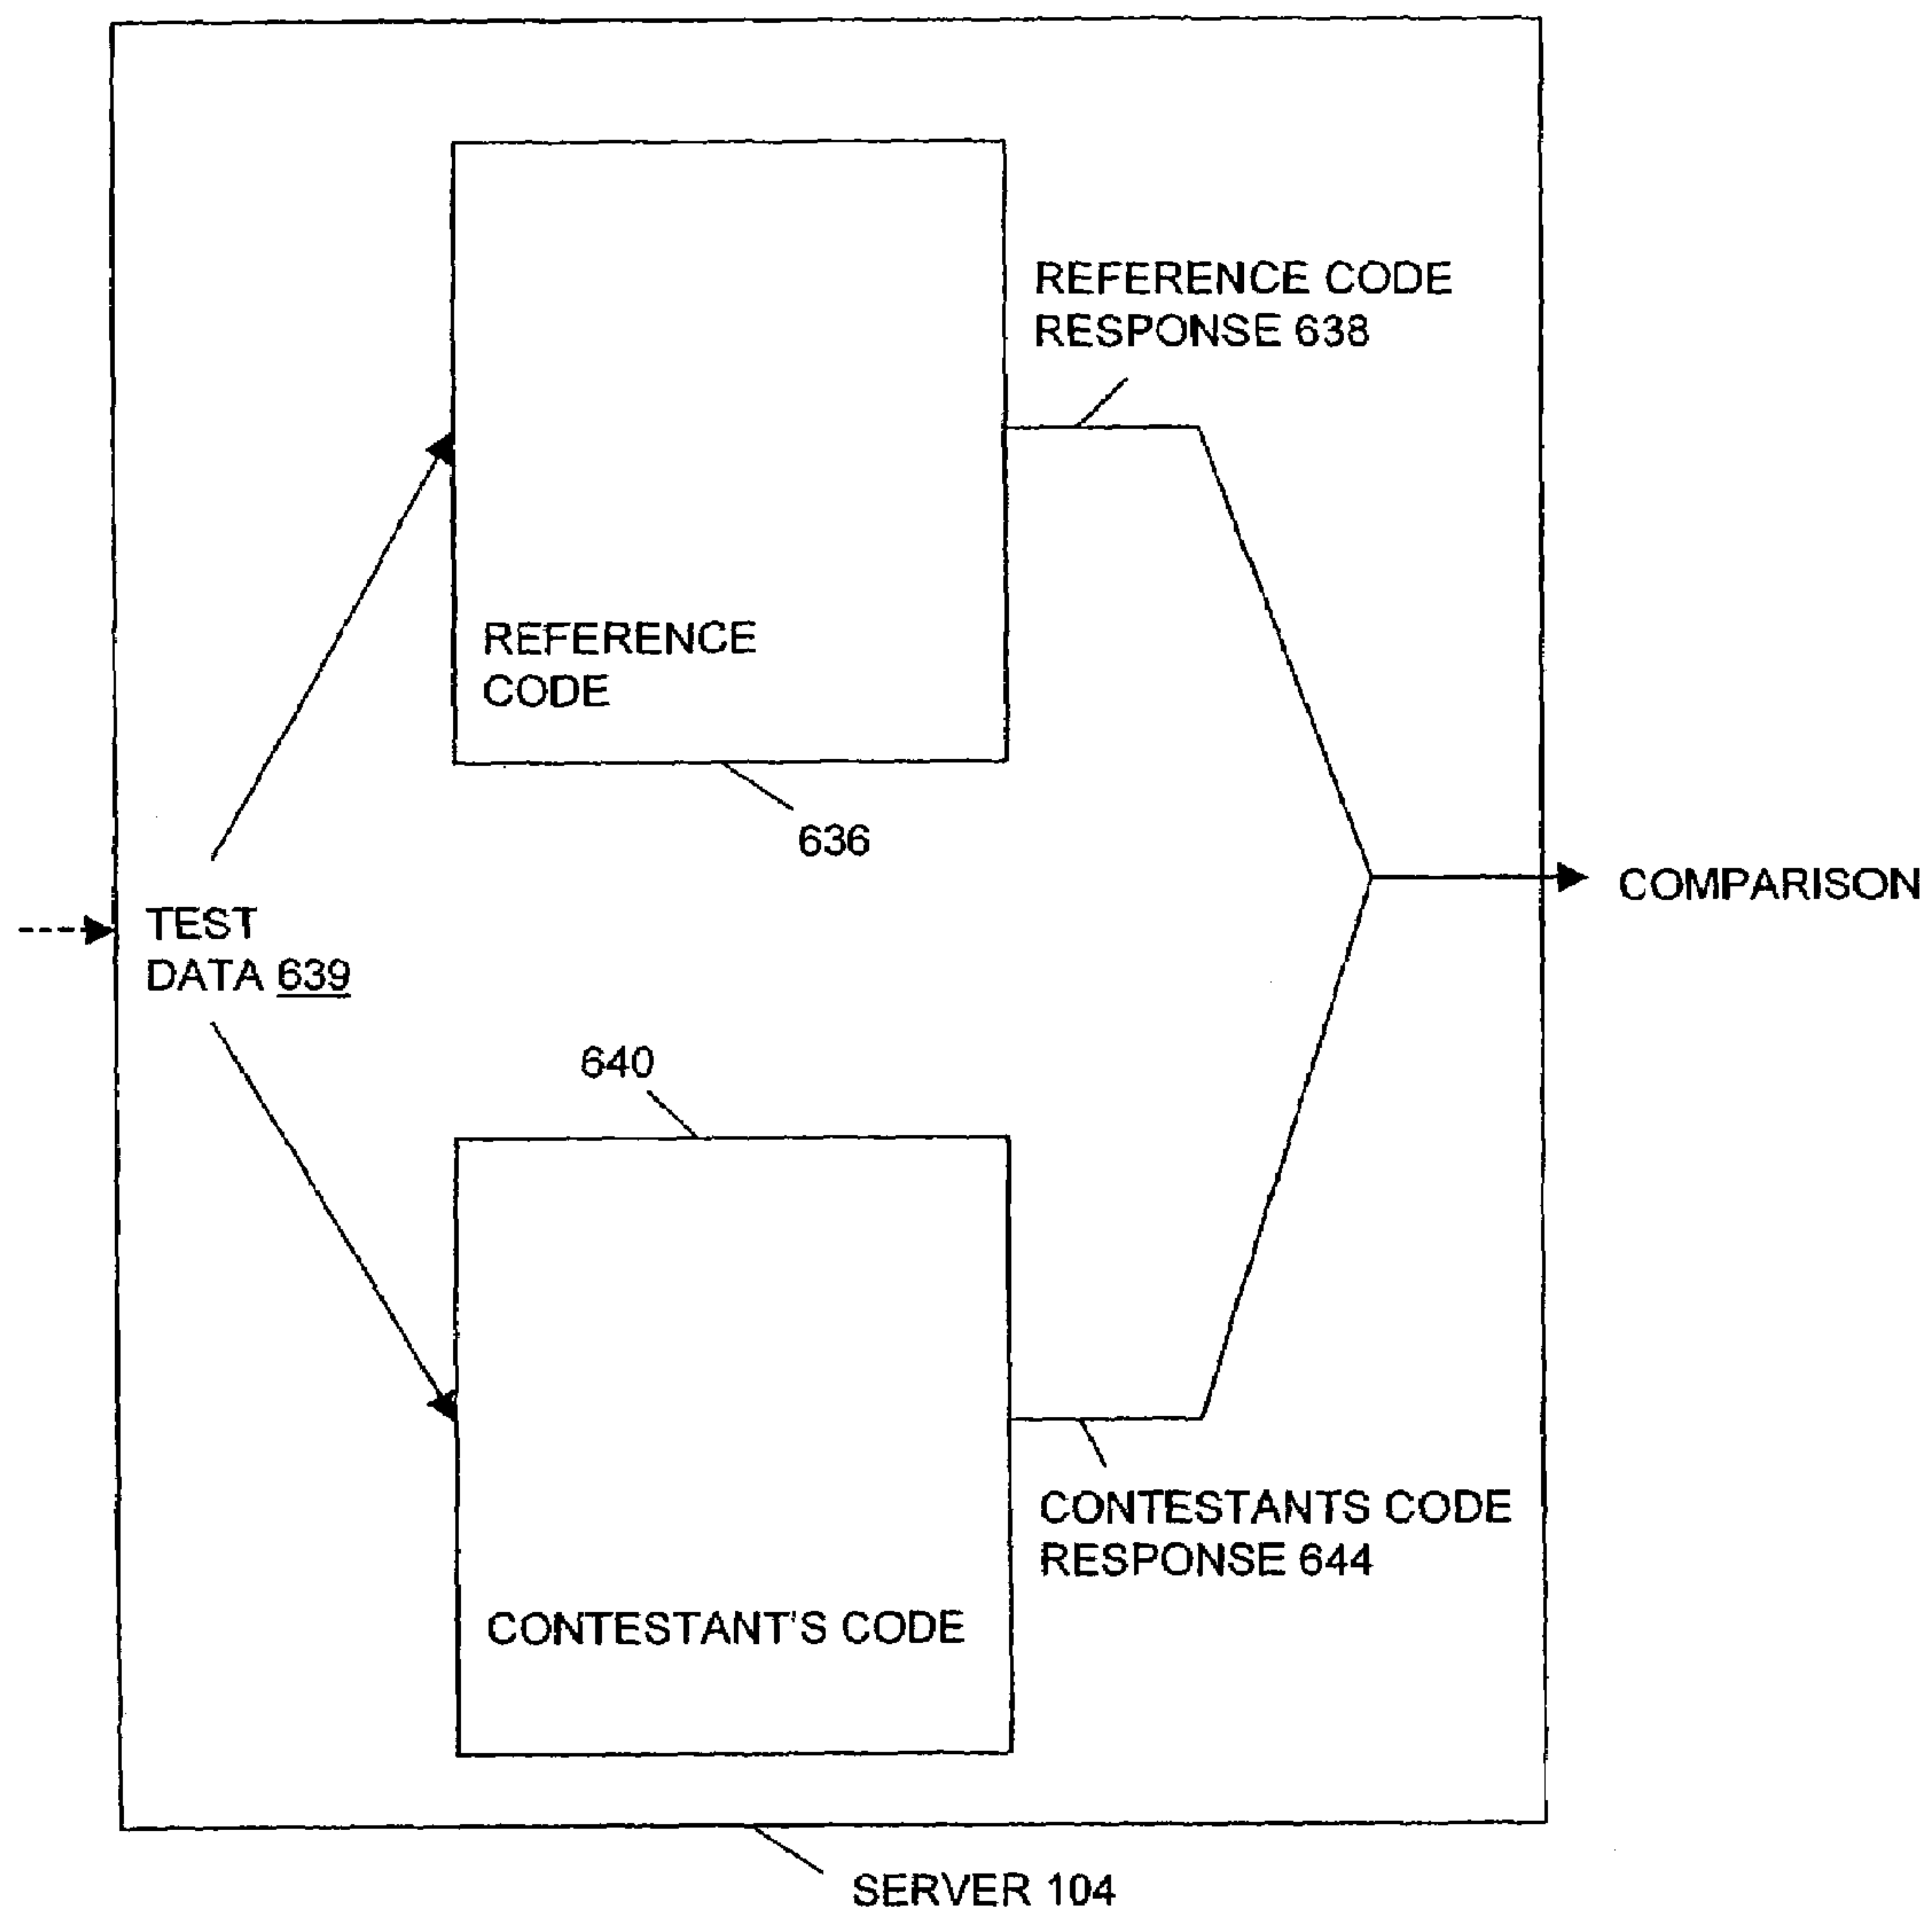 REFERENCE CODE
RESPONSE 638
REFERENCE
CODE
636
COMPARISON
TEST
DATA 639
640
CONTESTANTS CODE
RESPONSE 644
CONTESTANT'S CODE
SERVER 104